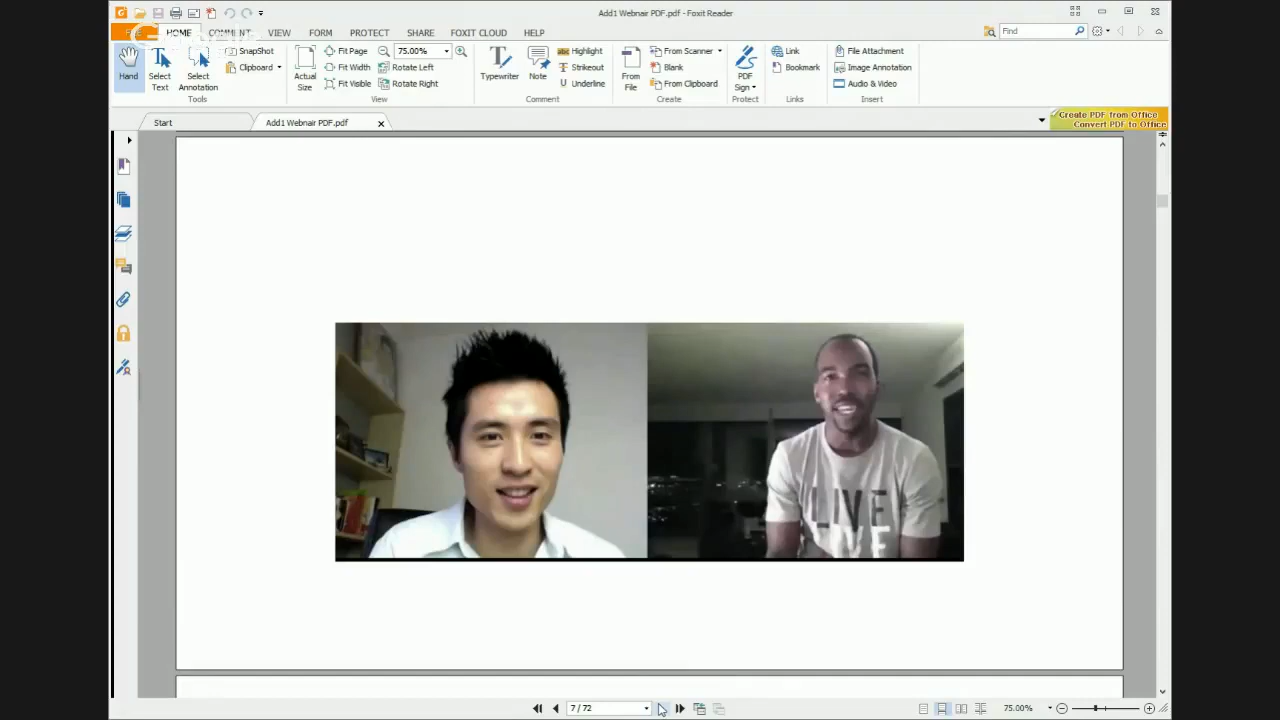 Add1 Webnair PDF.pdf - Foxit Reader
FILE HOME COMMENT VIEW FORM PROTECT SHARE FOXIT CLOUD HELP
Find
Hand
Select
Text
Select
Annotation
SnapShot
Clipboard
Tools
Actual
Size
Fit Page
Fit Width
Fit Visible
75.00%
Rotate Left
Rotate Right
View
Typewriter
Note
Highlight
Strikeout
Underline
Comment
From
File
From Scanner
Blank
From Clipboard
Create
PDF
Sign
Protect
Link
Bookmark
Links
File Attachment
Image Annotation
Audio & Video
Insert
Start
Add1 Webnair PDF.pdf
Create PDF from Office
Convert PDF to Office
LIVE
LIVE
7 / 72
75.00%